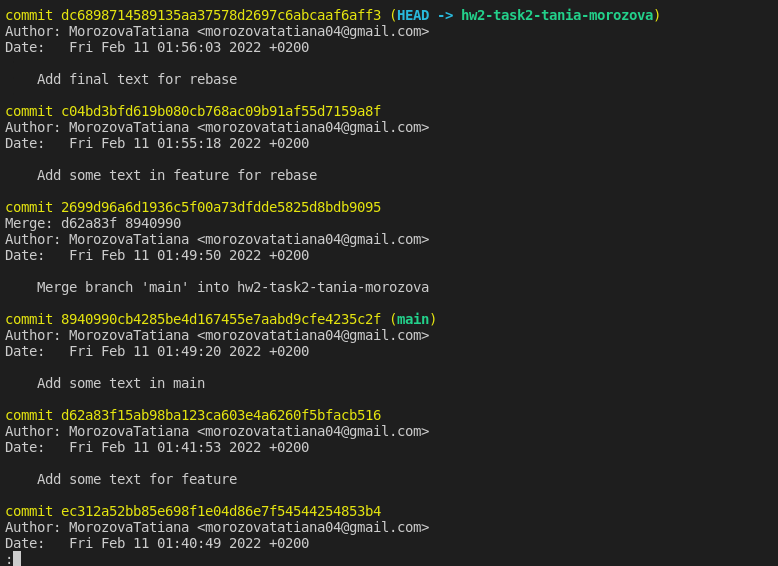 commit dc6898714589135aa37578d2697c6abcaaf6aff3 (HEAD -> hw2-task2-tania-morozova)
Author: MorozovaTatiana <morozovatatiana04@gmail.com>
Date:   Fri Feb 11 01:56:03 2022 +0200

    Add final text for rebase

commit c04bd3bfd619b080cb768ac09b91af55d7159a8f
Author: MorozovaTatiana <morozovatatiana04@gmail.com>
Date:   Fri Feb 11 01:55:18 2022 +0200

    Add some text in feature for rebase

commit 2699d96a6d1936c5f00a73dfdde5825d8bdb9095
Merge: d62a83f 8940990
Author: MorozovaTatiana <morozovatatiana04@gmail.com>
Date:   Fri Feb 11 01:49:50 2022 +0200

    Merge branch 'main' into hw2-task2-tania-morozova

commit 8940990cb4285be4d167455e7aabd9cfe4235c2f (main)
Author: MorozovaTatiana <morozovatatiana04@gmail.com>
Date:   Fri Feb 11 01:49:20 2022 +0200

    Add some text in main

commit d62a83f15ab98ba123ca603e4a6260f5bfacb516
Author: MorozovaTatiana <morozovatatiana04@gmail.com>
Date:   Fri Feb 11 01:41:53 2022 +0200

    Add some text for feature

commit ec312a52bb85e698f1e04d86e7f54544254853b4
Author: MorozovaTatiana <morozovatatiana04@gmail.com>
Date:   Fri Feb 11 01:40:49 2022 +0200
: